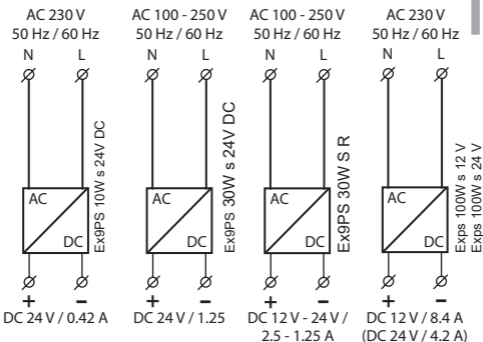 AC 230 V
50 Hz / 60 Hz
N L
AC
DC
Ex9PS 10W s 24V DC
+ −
DC 24 V / 0.42 A
AC 100 - 250 V
50 Hz / 60 Hz
N L
AC
DC
Ex9PS 30W s 24V DC
+ −
DC 24 V / 1.25
AC 100 - 250 V
50 Hz / 60 Hz
N L
AC
DC
Ex9PS 30W S R
+ −
DC 12 V - 24 V /
2.5 - 1.25 A
AC 230 V
50 Hz / 60 Hz
N L
AC
DC
Exps 100W s 12 V
Exps 100W s 24 V
+ −
DC 12 V / 8.4 A
(DC 24 V / 4.2 A)